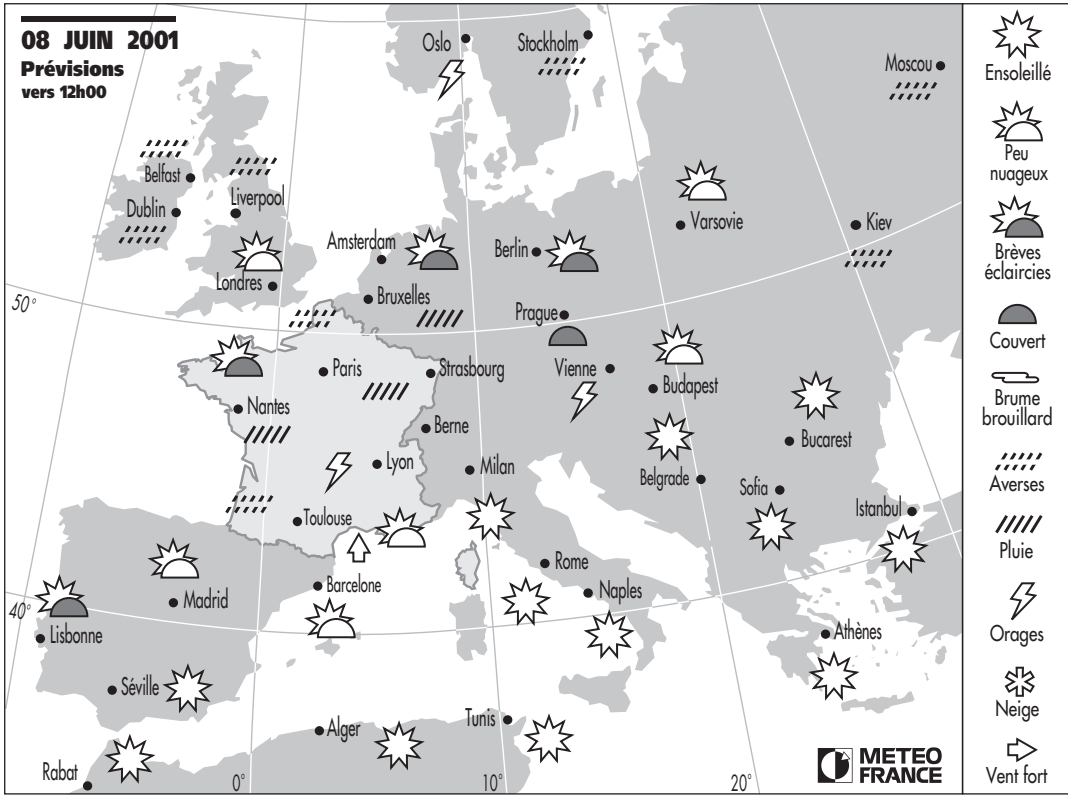 08 JUIN 2001
Prévisions
vers 12h00
Oslo
Stockholm
Moscou
Belfast
Dublin
Liverpool
Londres
Amsterdam
Bruxelles
Berlin
Varsovie
Kiev
50°
Prague
Paris
Strasbourg
Vienne
Budapest
Nantes
Berne
Bucarest
Lyon
Milan
Belgrade
Sofia
Istanbul
Toulouse
Rome
Barcelone
Naples
Madrid
40°
Lisbonne
Athènes
Séville
Alger
Tunis
Rabat
0°
10°
20°
METEO
FRANCE
Ensoleillé
Peu
nuageux
Brèves
éclaircies
Couvert
Brume
brouillard
Averses
Pluie
Orages
Neige
Vent fort